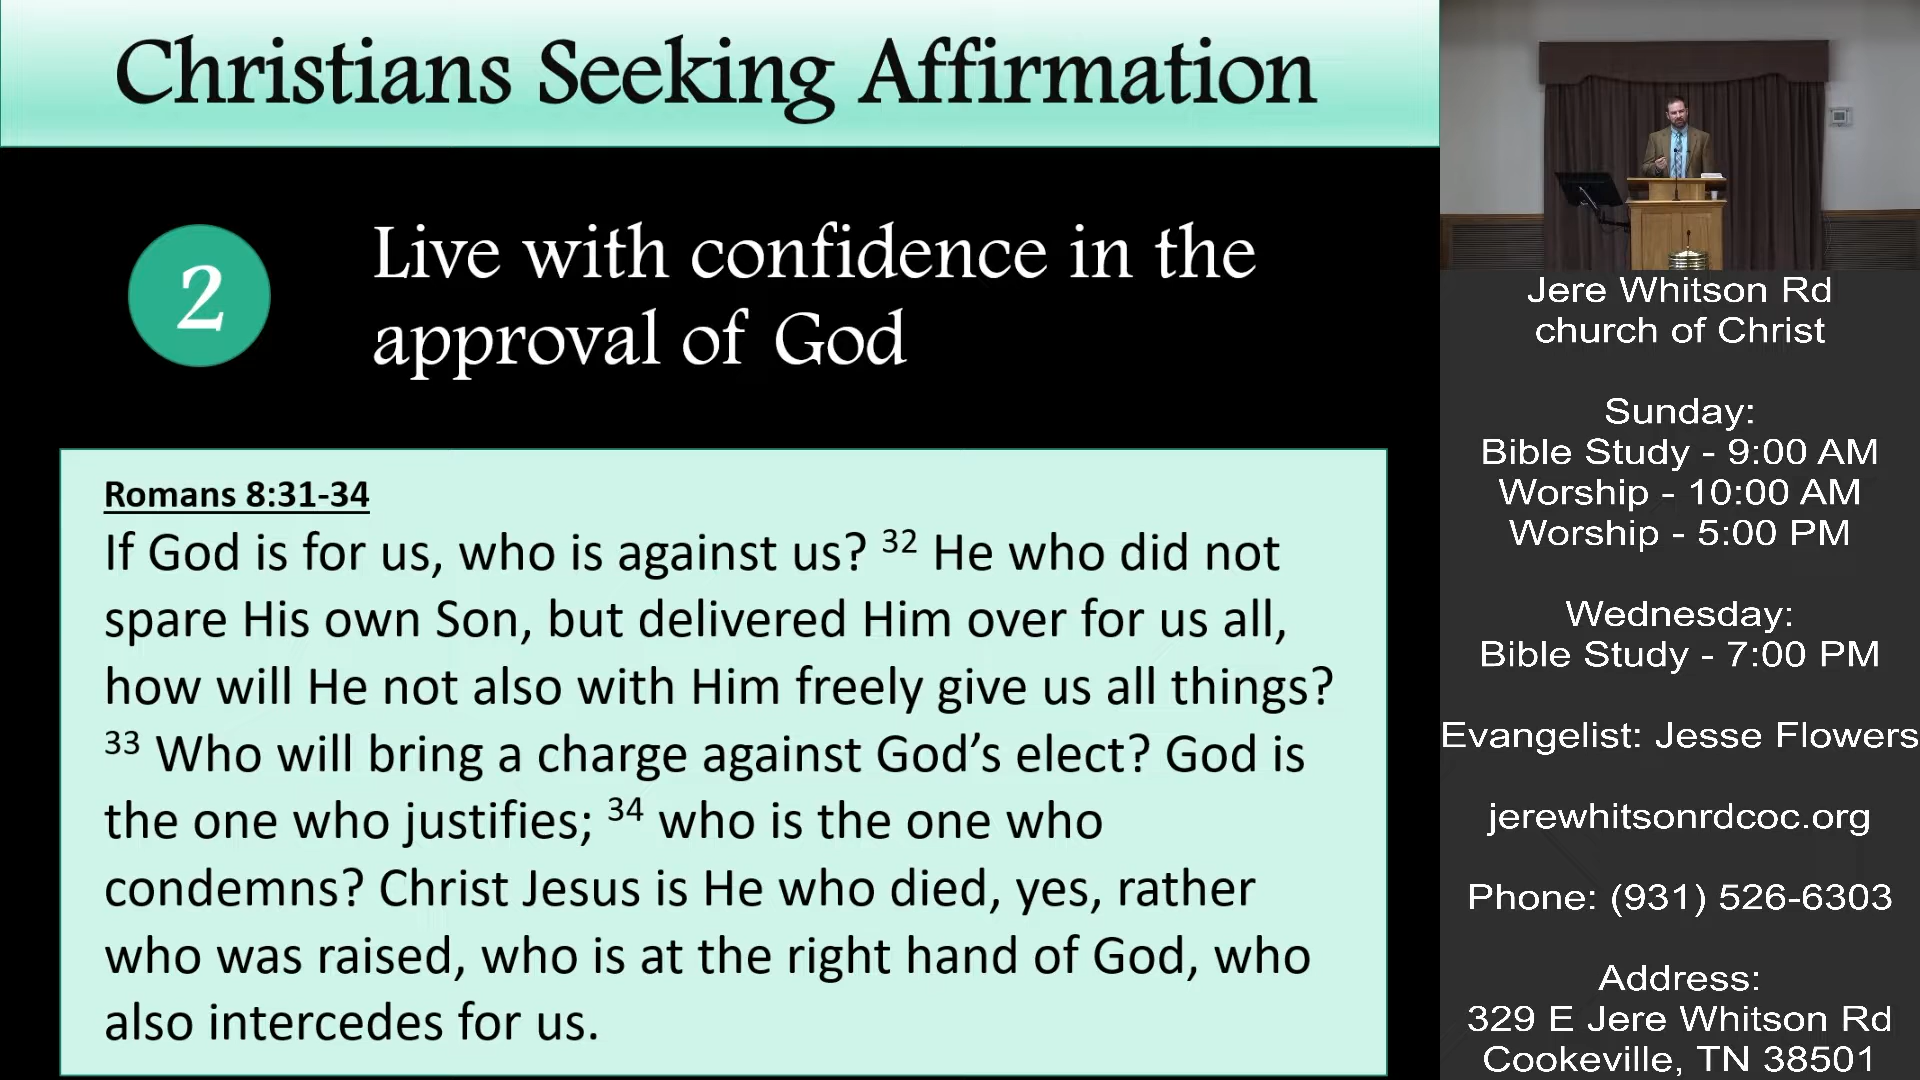 Christians Seeking Affirmation
2
Live with confidence in the
approval of God
Romans 8:31-34
If God is for us, who is against us? 32 He who did not
spare His own Son, but delivered Him over for us all,
how will He not also with Him freely give us all things?
33 Who will bring a charge against God’s elect? God is
the one who justifies; 34 who is the one who
condemns? Christ Jesus is He who died, yes, rather
who was raised, who is at the right hand of God, who
also intercedes for us.
Jere Whitson Rd
church of Christ
Sunday:
Bible Study - 9:00 AM
Worship - 10:00 AM
Worship - 5:00 PM
Wednesday:
Bible Study - 7:00 PM
Evangelist: Jesse Flowers
jerewhitsonrdcoc.org
Phone: (931) 526-6303
Address:
329 E Jere Whitson Rd
Cookeville, TN 38501